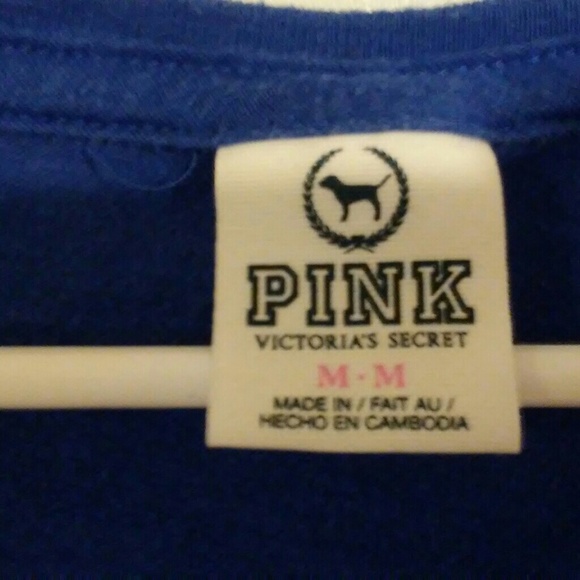 PINK
VICTORIA'S SECRET
M - M
MADE IN / FAIT AU /
HECHO EN CAMBODIA